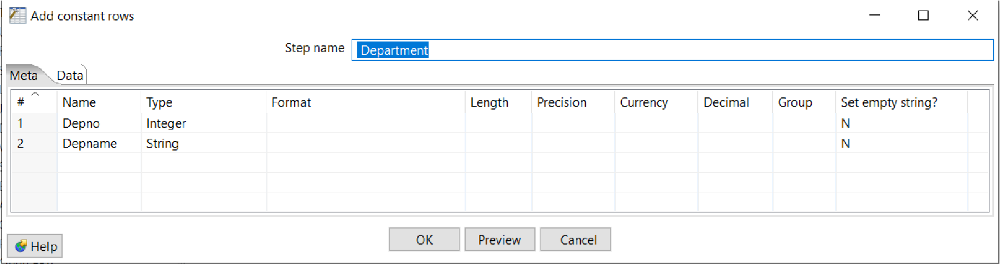 Add constant rows
Step name Department
Meta Data
# Name Type Format Length Precision Currency Decimal Group Set empty string?
1 Depno Integer N
2 Depname String N
OK Preview Cancel
Help